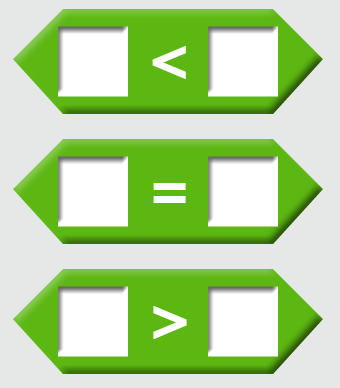 <
=
>